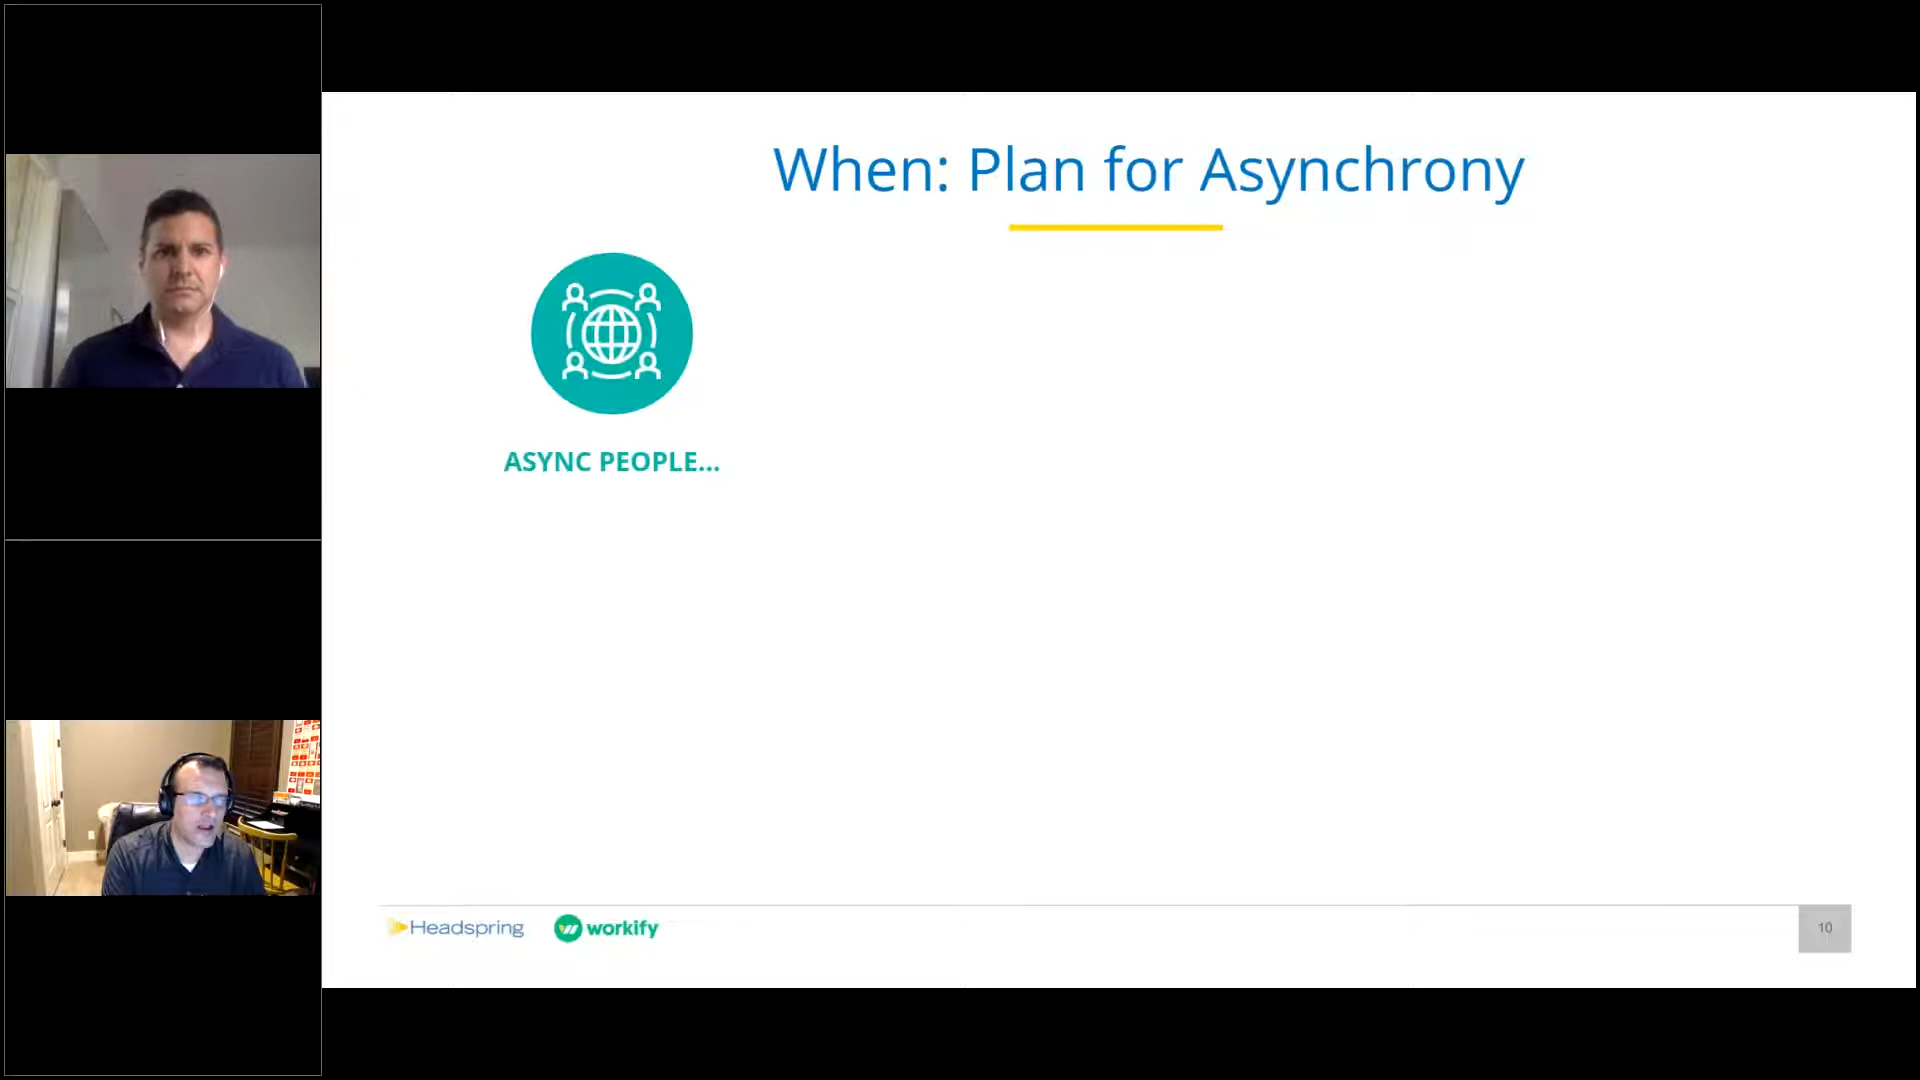 When: Plan for Asynchrony
ASYNC PEOPLE...
Headspring
workify
10